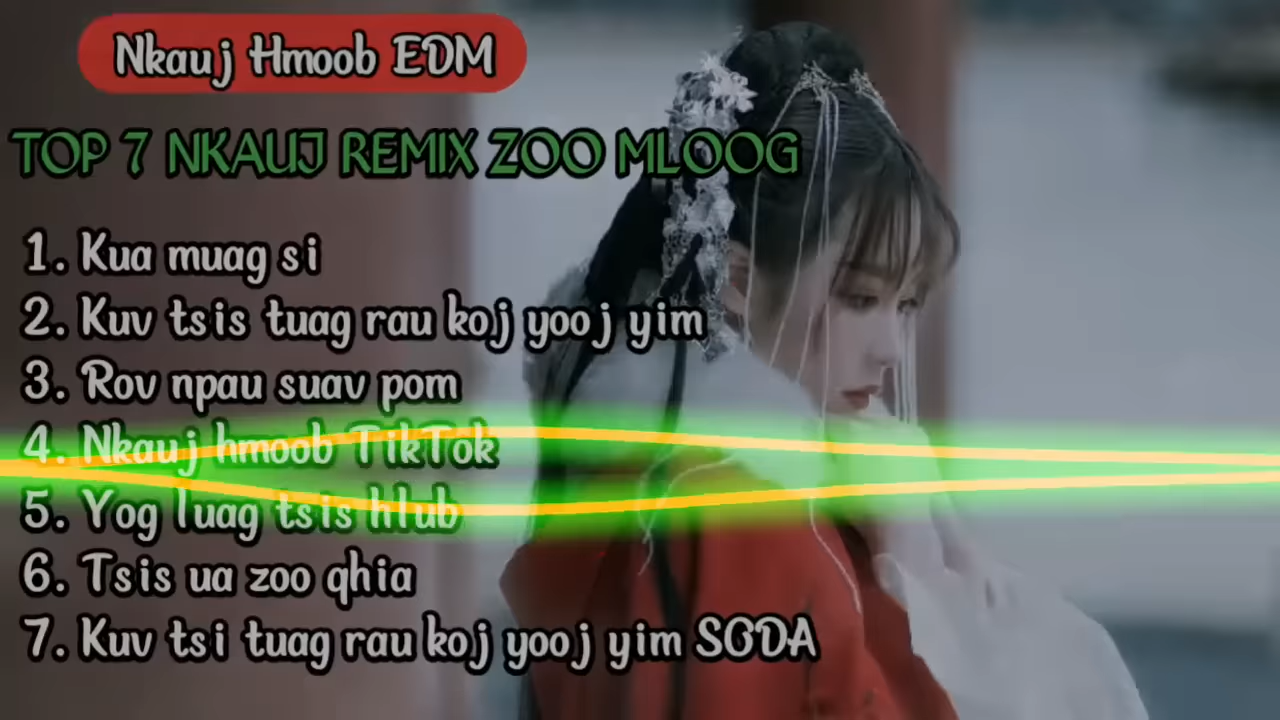 Nkauj Hmoob EDM
TOP 7 NKAUJ REMIX ZOO MLOOG
1. Kua muag si
2. Kuv tsis tuag rau koj yooj yim
3. Rov npau suav pom
4. Nkauj hmoob TikTok
5. Yog luag tsis hlub
6. Tsis ua zoo qhia
7. Kuv tsi tuag rau koj yooj yim SODA